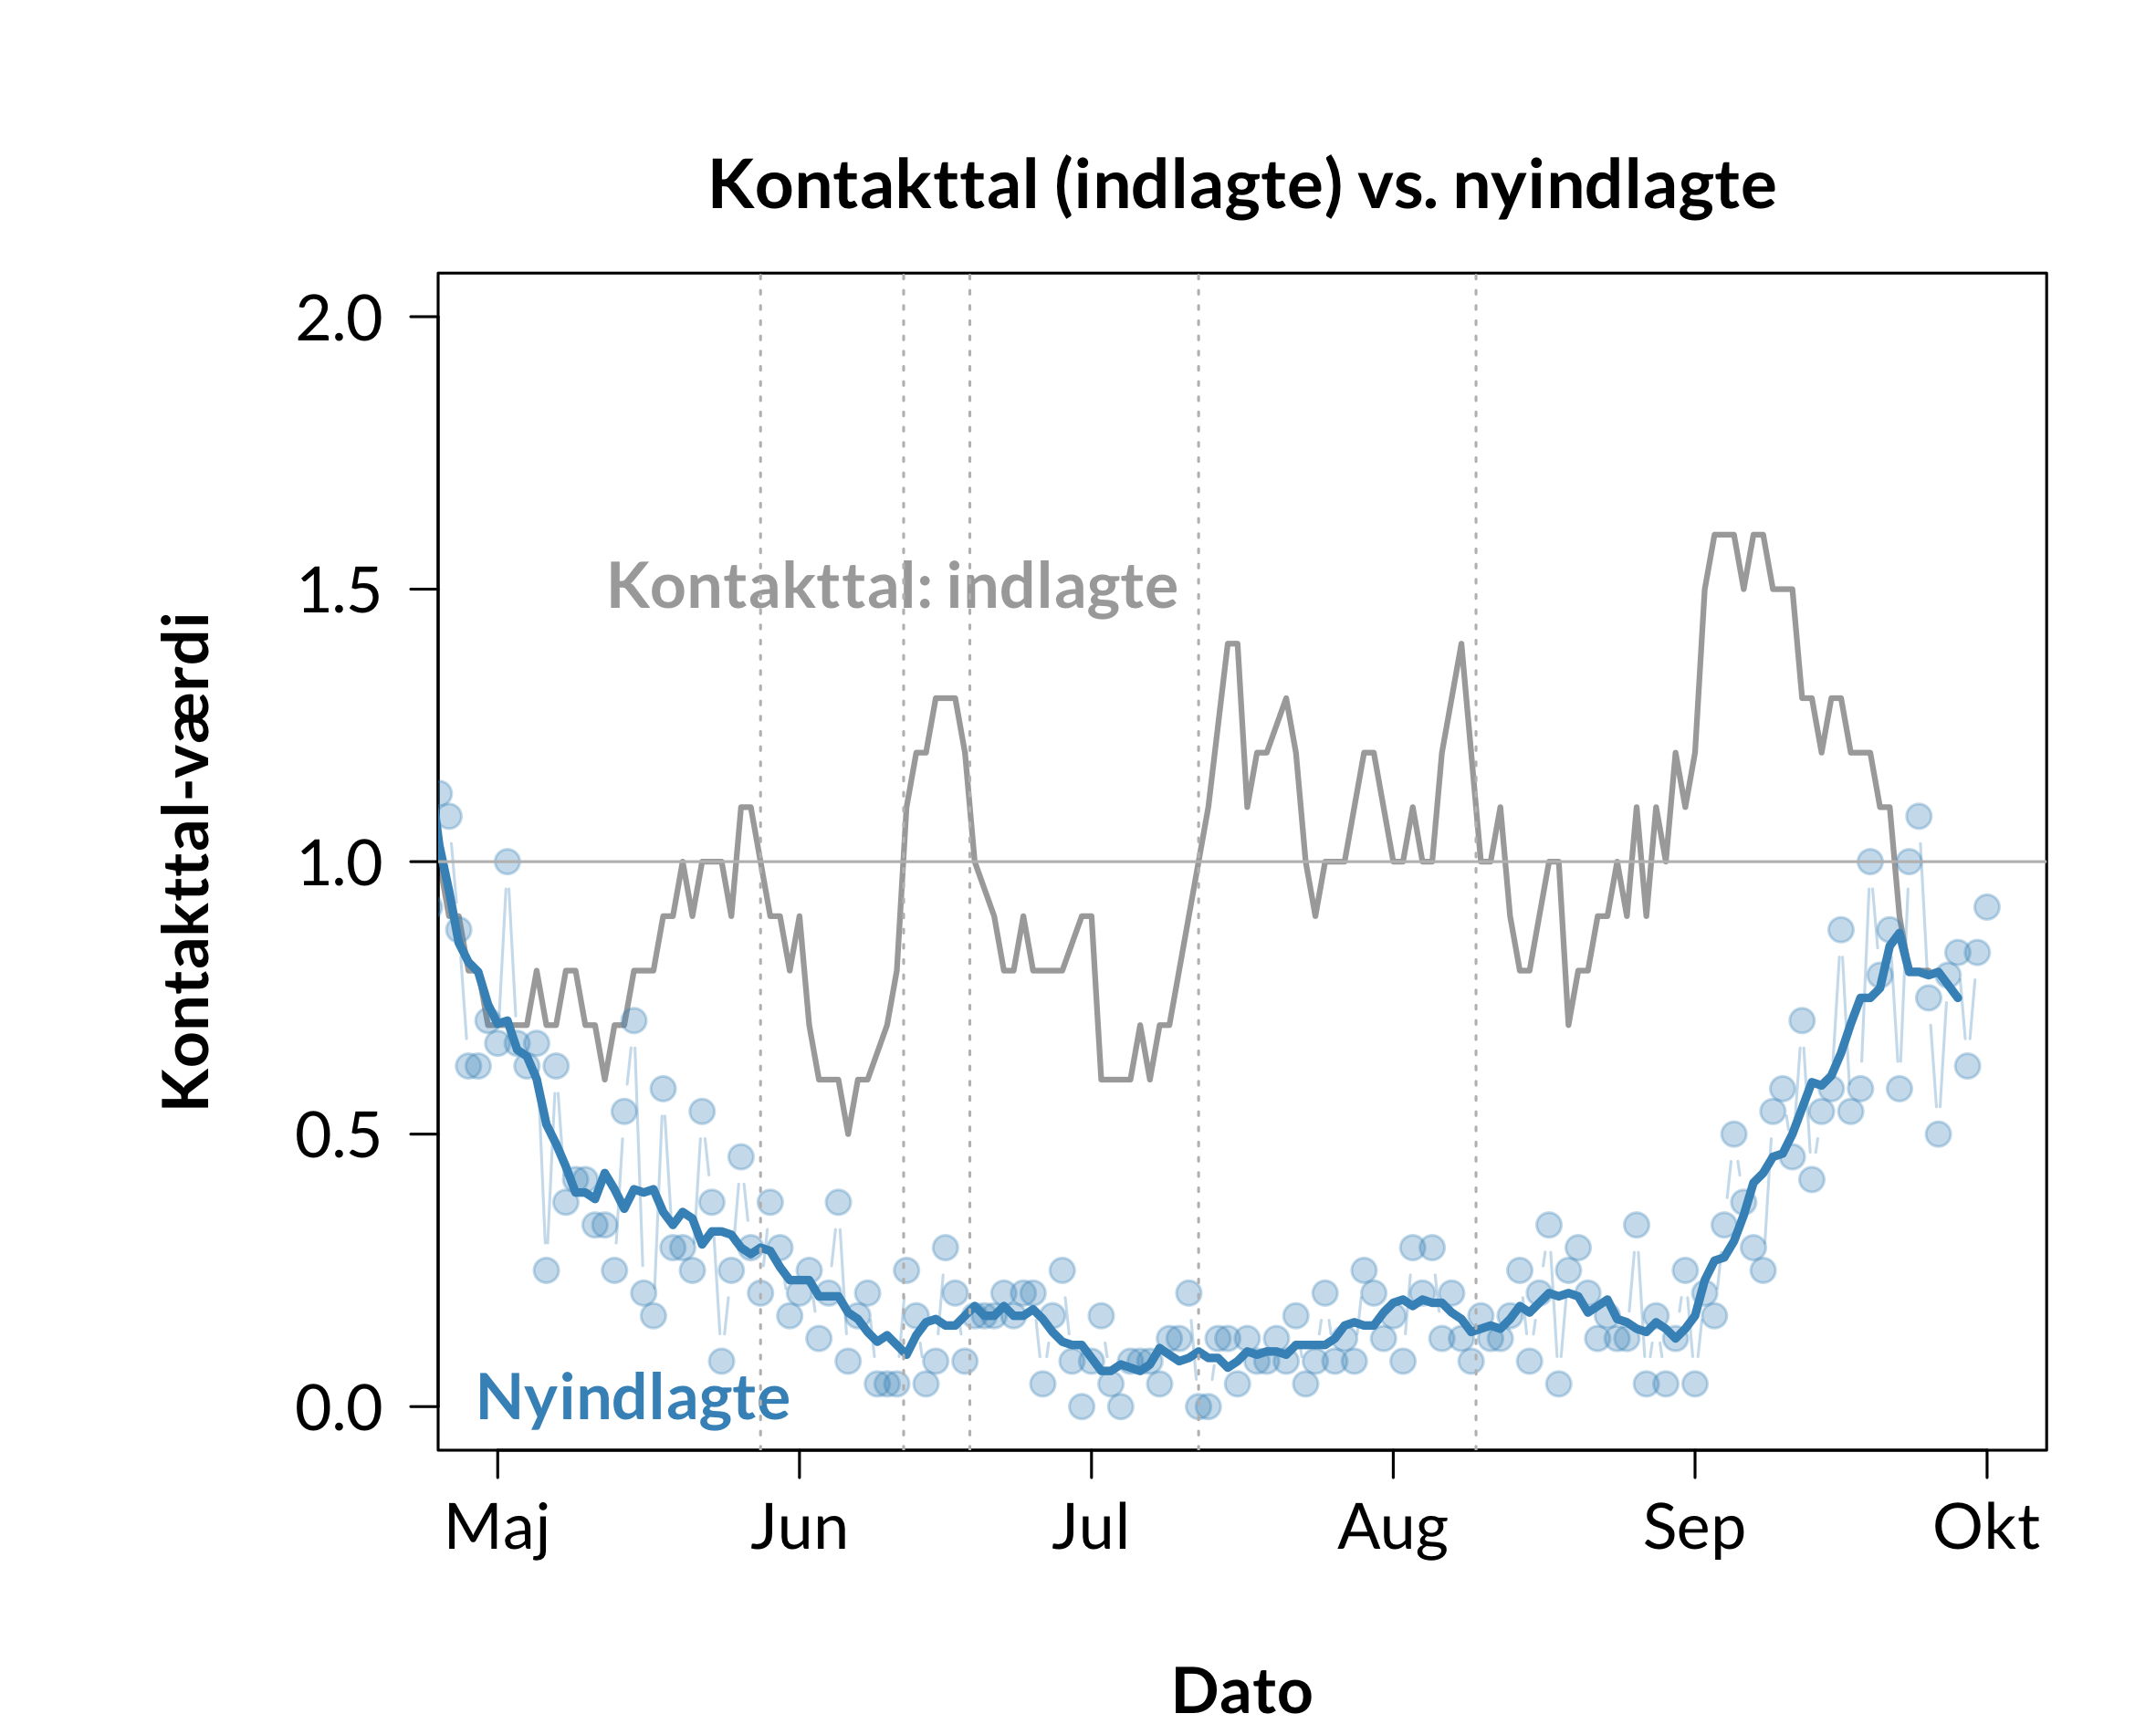 Kontakttal (indlagte) vs. nyindlagte
Kontakttal-værdi
2.0
1.5
1.0
0.5
0.0
Kontakttal: indlagte
Nyindlagte
Maj Jun Jul Aug Sep Okt
Dato